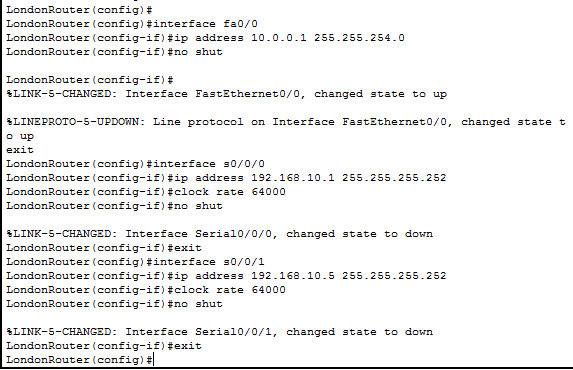 LondonRouter(config)#
LondonRouter(config)#interface fa0/0
LondonRouter(config-if)#ip address 10.0.0.1 255.255.254.0
LondonRouter(config-if)#no shut
LondonRouter(config-if)#
%LINK-5-CHANGED: Interface FastEthernet0/0, changed state to up
%LINEPROTO-5-UPDOWN: Line protocol on Interface FastEthernet0/0, changed state t
o up
exit
LondonRouter(config)#interface s0/0/0
LondonRouter(config-if)#ip address 192.168.10.1 255.255.255.252
LondonRouter(config-if)#clock rate 64000
LondonRouter(config-if)#no shut
%LINK-5-CHANGED: Interface Serial0/0/0, changed state to down
LondonRouter(config-if)#exit
LondonRouter(config)#interface s0/0/1
LondonRouter(config-if)#ip address 192.168.10.5 255.255.255.252
LondonRouter(config-if)#clock rate 64000
LondonRouter(config-if)#no shut
%LINK-5-CHANGED: Interface Serial0/0/1, changed state to down
LondonRouter(config-if)#exit
LondonRouter(config)#